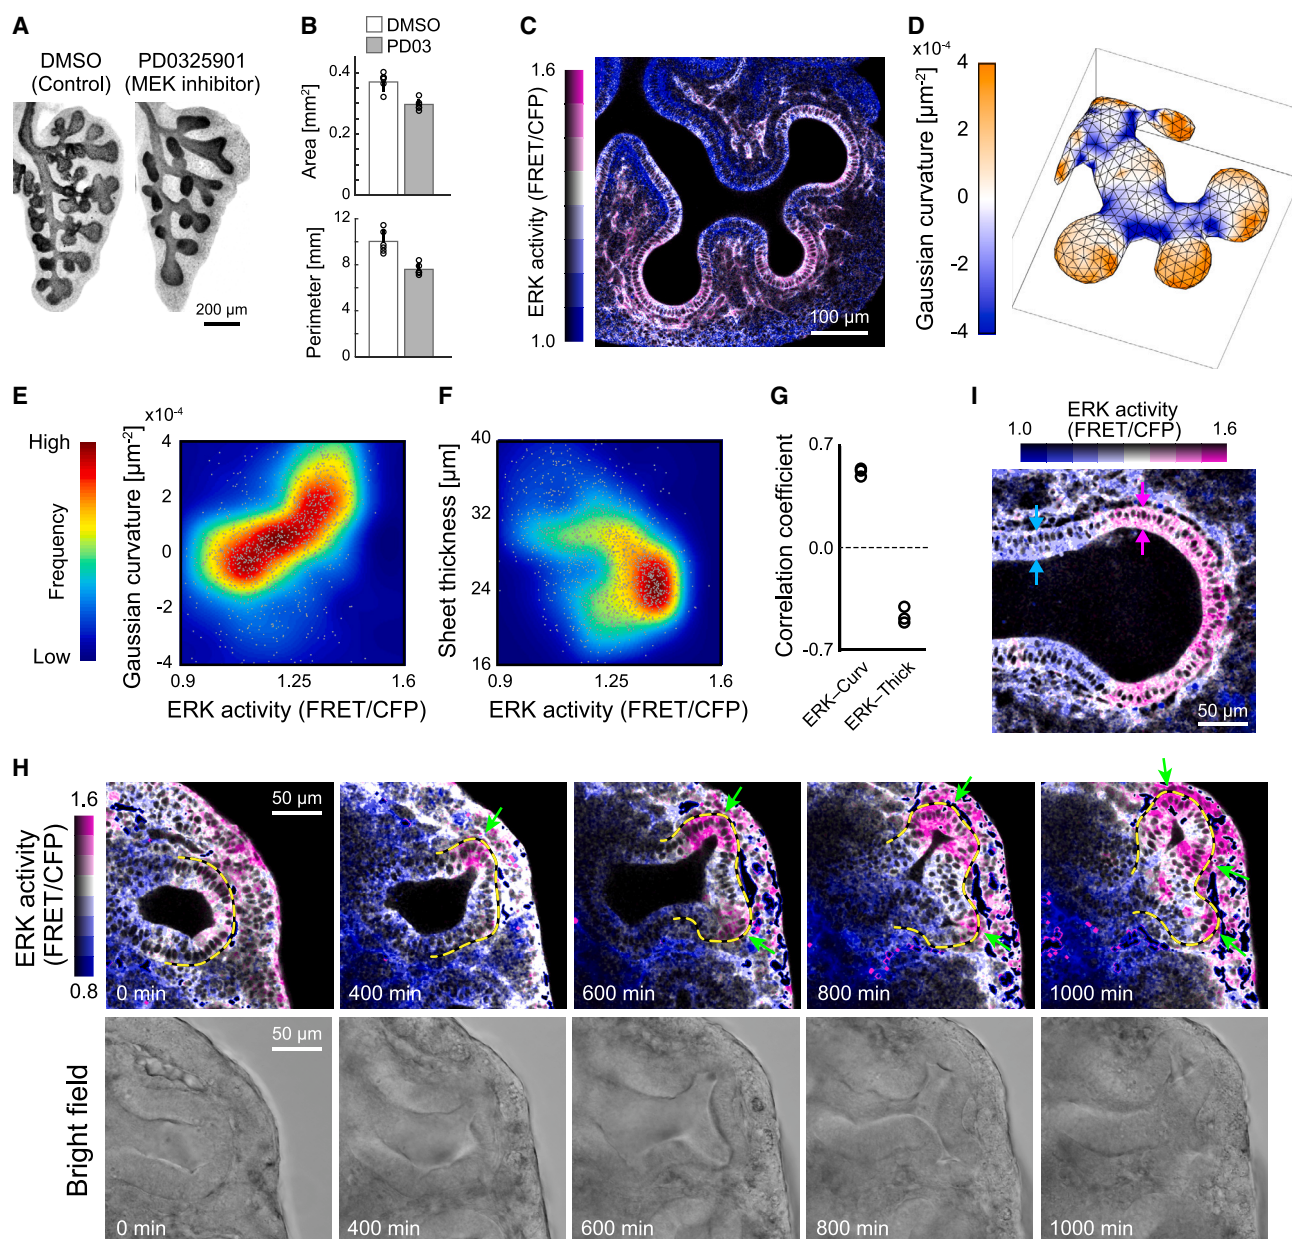 A
DMSO
(Control)
PD0325901
(MEK inhibitor)
200 µm
B
DMSO
PD03
Area [mm²]
0.4
0.2
0
Perimeter [mm]
12
8
4
0
C
ERK activity (FRET/CFP)
1.6
1.0
100 µm
D
x10⁻⁴
Gaussian curvature [µm⁻²]
4
2
0
-2
-4
E
High
Frequency
Low
x10⁻⁴
Gaussian curvature [µm⁻²]
4
2
0
-2
-4
0.9
1.25
1.6
ERK activity (FRET/CFP)
F
Sheet thickness [µm]
40
32
24
16
0.9
1.25
1.6
ERK activity (FRET/CFP)
G
Correlation coefficient
0.7
0.0
-0.7
ERK–Curv
ERK–Thick
I
ERK activity
(FRET/CFP)
1.0
1.6
50 µm
H
ERK activity
(FRET/CFP)
1.6
0.8
50 µm
0 min
400 min
600 min
800 min
1000 min
Bright field
50 µm
0 min
400 min
600 min
800 min
1000 min